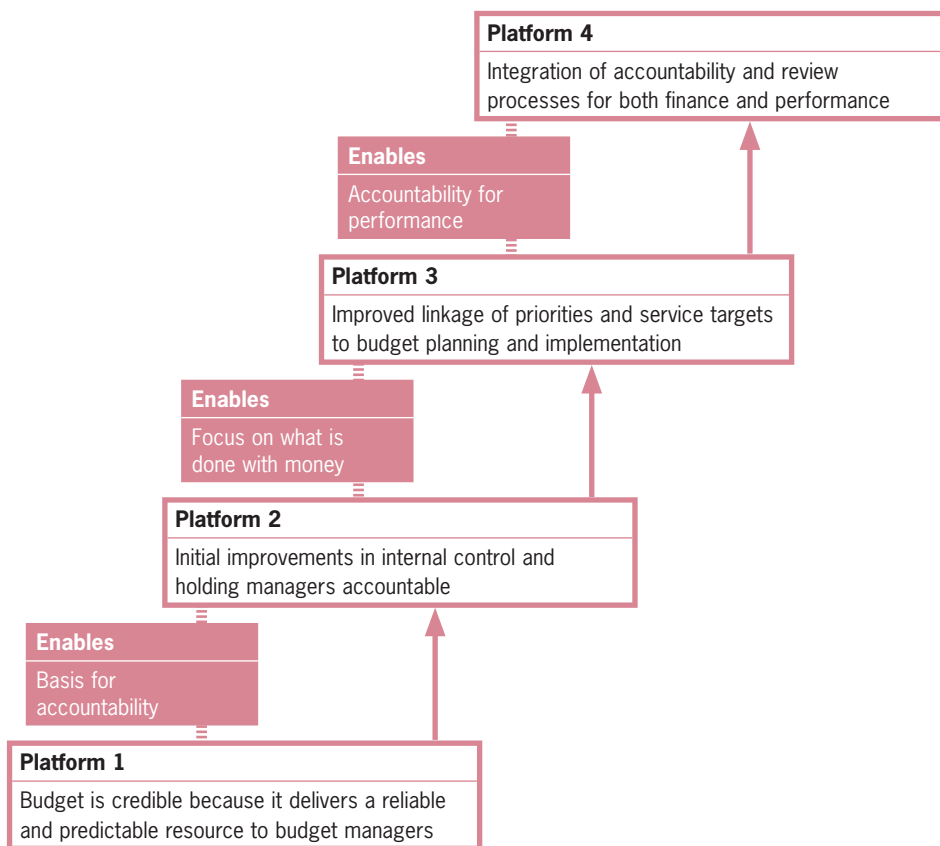 Platform 4
Integration of accountability and review
processes for both finance and performance
Enables
Accountability for
performance
Platform 3
Improved linkage of priorities and service targets
to budget planning and implementation
Enables
Focus on what is
done with money
Platform 2
Initial improvements in internal control and
holding managers accountable
Enables
Basis for
accountability
Platform 1
Budget is credible because it delivers a reliable
and predictable resource to budget managers